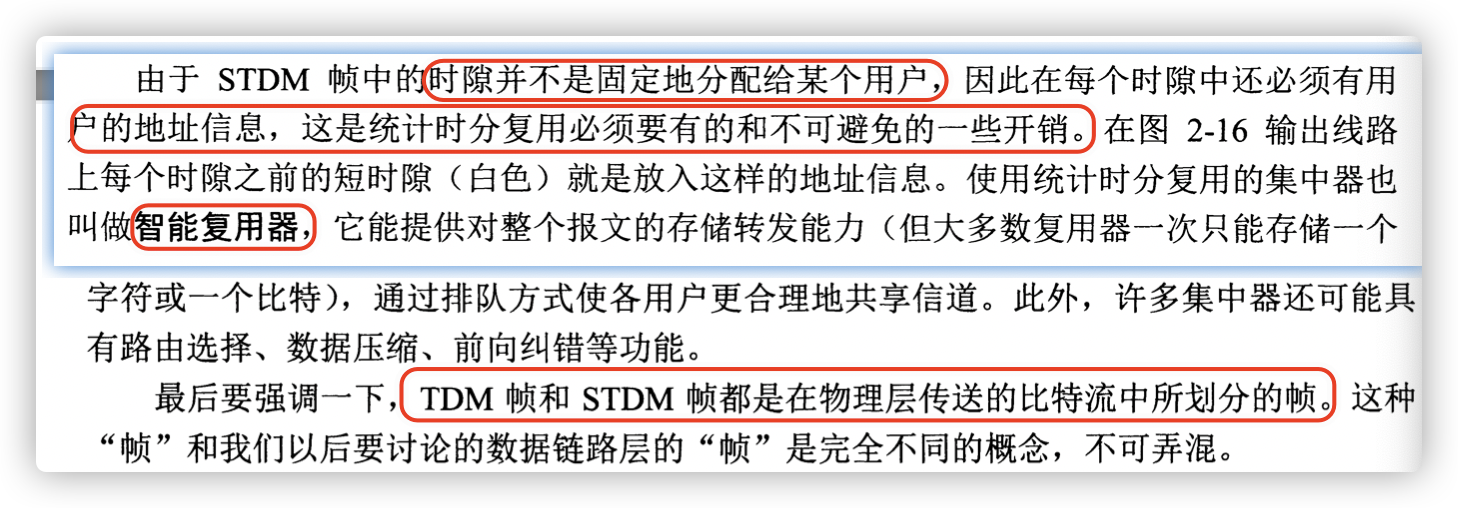 由于 STDM 帧中的时隙并不是固定地分配给某个用户，因此在每个时隙中还必须有用
户的地址信息，这是统计时分复用必须要有的和不可避免的一些开销。在图 2-16 输出线路
上每个时隙之前的短时隙（白色）就是放入这样的地址信息。使用统计时分复用的集中器也
叫做智能复用器，它能提供对整个报文的存储转发能力（但大多数复用器一次只能存储一个
字符或一个比特），通过排队方式使各用户更合理地共享信道。此外，许多集中器还可能具
有路由选择、数据压缩、前向纠错等功能。
最后要强调一下，TDM 帧和 STDM 帧都是在物理层传送的比特流中所划分的帧。这种
“帧”和我们以后要讨论的数据链路层的“帧”是完全不同的概念，不可弄混。